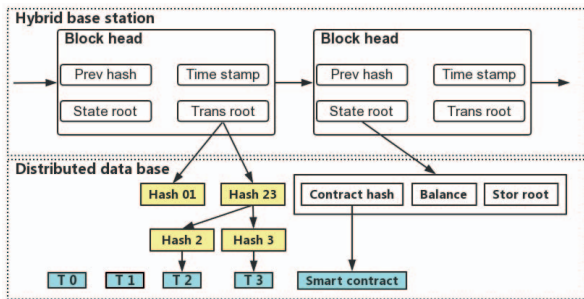 Hybrid base station
Block head
Block head
Prev hash
Time stamp
Prev hash
Time stamp
State root
Trans root
State root
Trans root
Distributed data base
Hash 01
Hash 23
Contract hash
Balance
Stor root
Hash 2
Hash 3
T 0
T 1
T 2
T 3
Smart contract